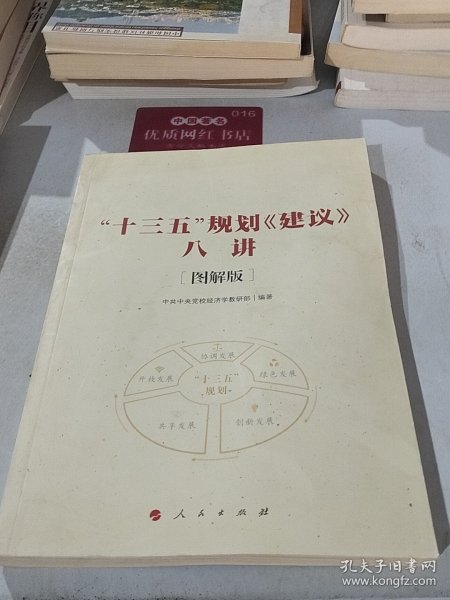 中国著名
016
优质网红书店
“十三五”规划《建议》
八讲
[图解版]
中共中央党校经济学教研部 | 编著
协调发展
开放发展
“十三五”
规划
绿色发展
共享发展
创新发展
人民出版社
孔夫子旧书网
www.kongfz.com